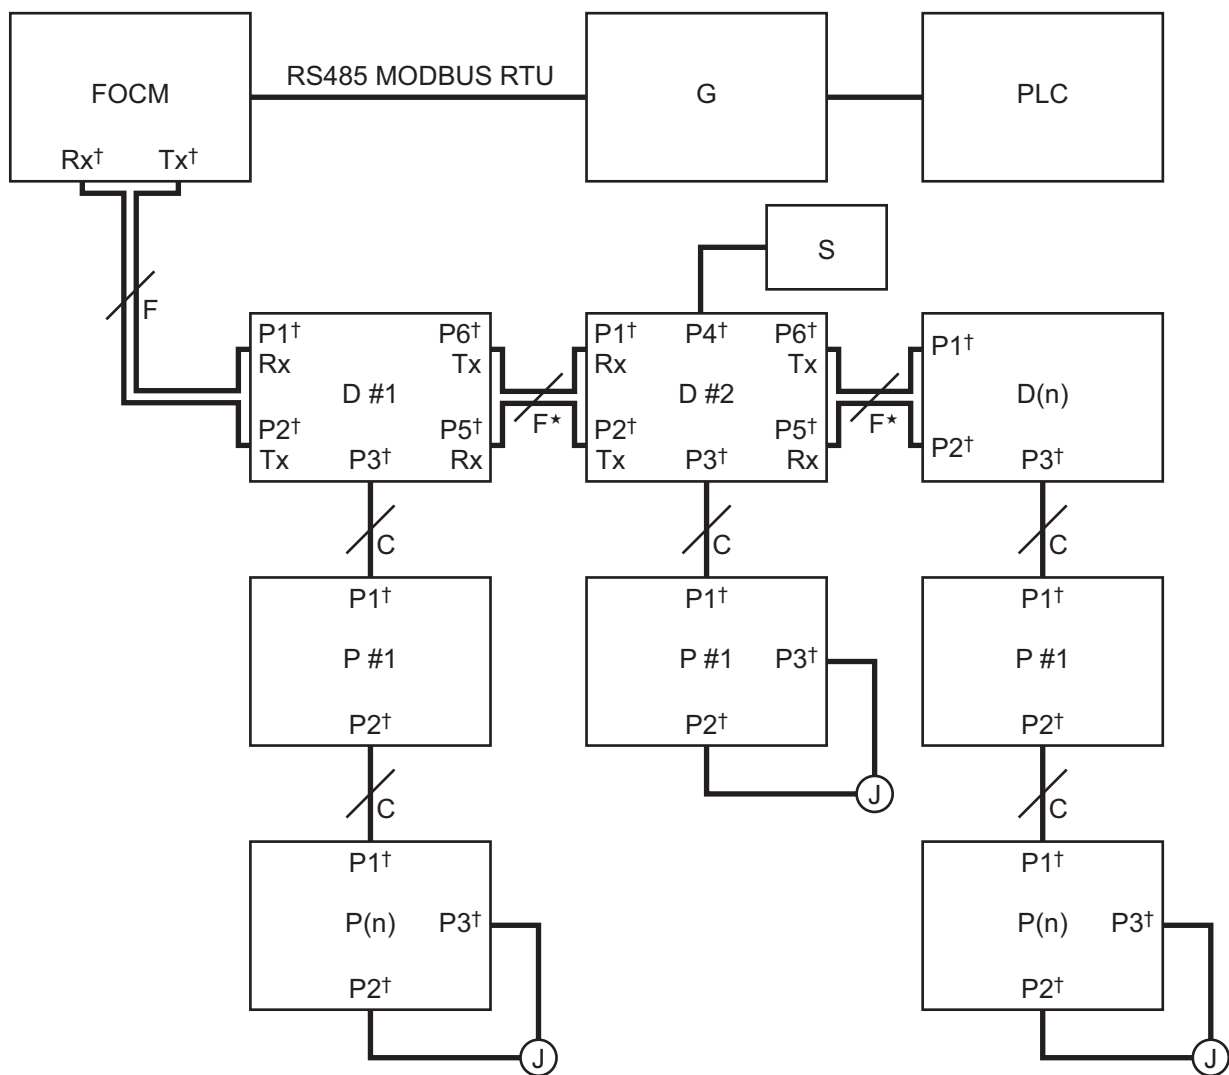 RS485 MODBUS RTU
FOCM
G
PLC
Rx†
Tx†
S
F
P1†
Rx
P6†
Tx
D #1
P2†
Tx
P5†
Rx
P3†
F★
P1†
Rx
P4†
P6†
Tx
D #2
P2†
Tx
P5†
Rx
P3†
F★
P1†
D(n)
P2†
P3†
C
C
C
P1†
P #1
P2†
P1†
P #1
P3†
P2†
P1†
P #1
P2†
C
J
C
P1†
P(n)
P3†
P2†
J
P1†
P(n)
P3†
P2†
J